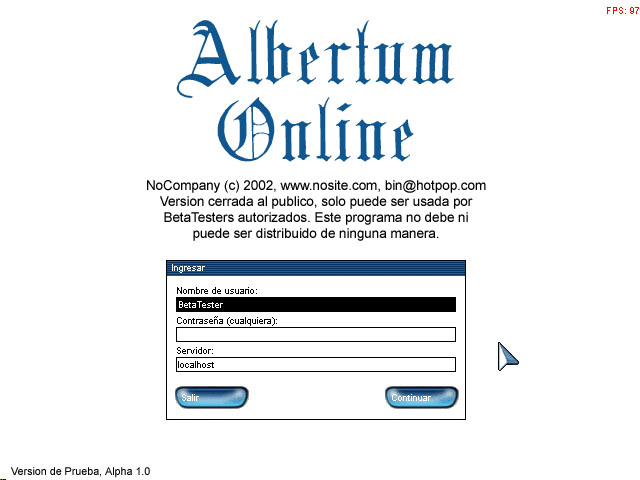 FPS: 97
Albertum
Online
NoCompany (c) 2002, www.nosite.com, bin@hotpop.com
Version cerrada al publico, solo puede ser usada por
BetaTesters autorizados. Este programa no debe ni
puede ser distribuido de ninguna manera.
Ingresar
Nombre de usuario:
BetaTester
Contraseña (cualquiera):
Servidor:
localhost
Salir Continuar
Version de Prueba, Alpha 1.0